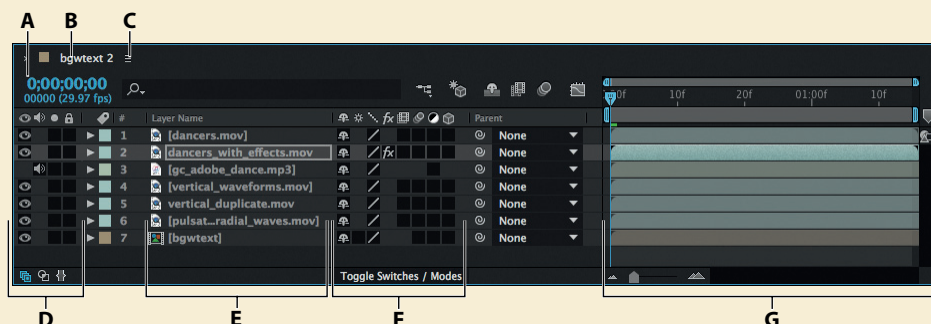 A B C
bgwtext 2
0;00;00;00
00000 (29.97 fps)
0f 10f 20f 01:00f 10f
# Layer Name fx Parent
1 [dancers.mov] None
2 dancers_with_effects.mov fx None
3 [gc_adobe_dance.mp3] None
4 [vertical_waveforms.mov] None
5 vertical_duplicate.mov None
6 [pulsat...radial_waves.mov] None
7 [bgwtext] None
Toggle Switches / Modes
D E F G